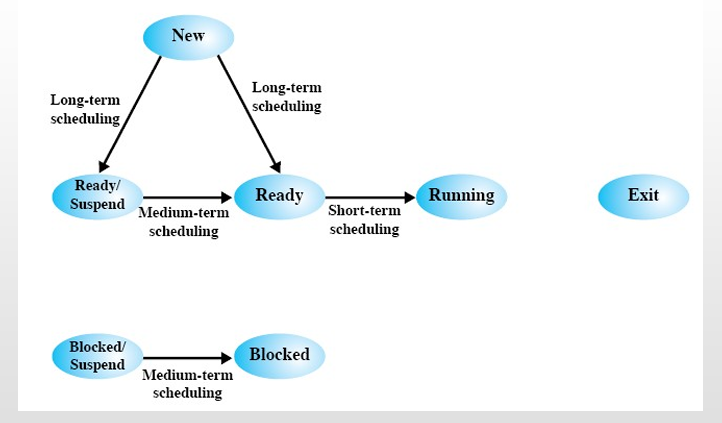 New
Long-term
scheduling
Long-term
scheduling
Ready/
Suspend
Medium-term
scheduling
Ready
Short-term
scheduling
Running
Exit
Blocked/
Suspend
Medium-term
scheduling
Blocked